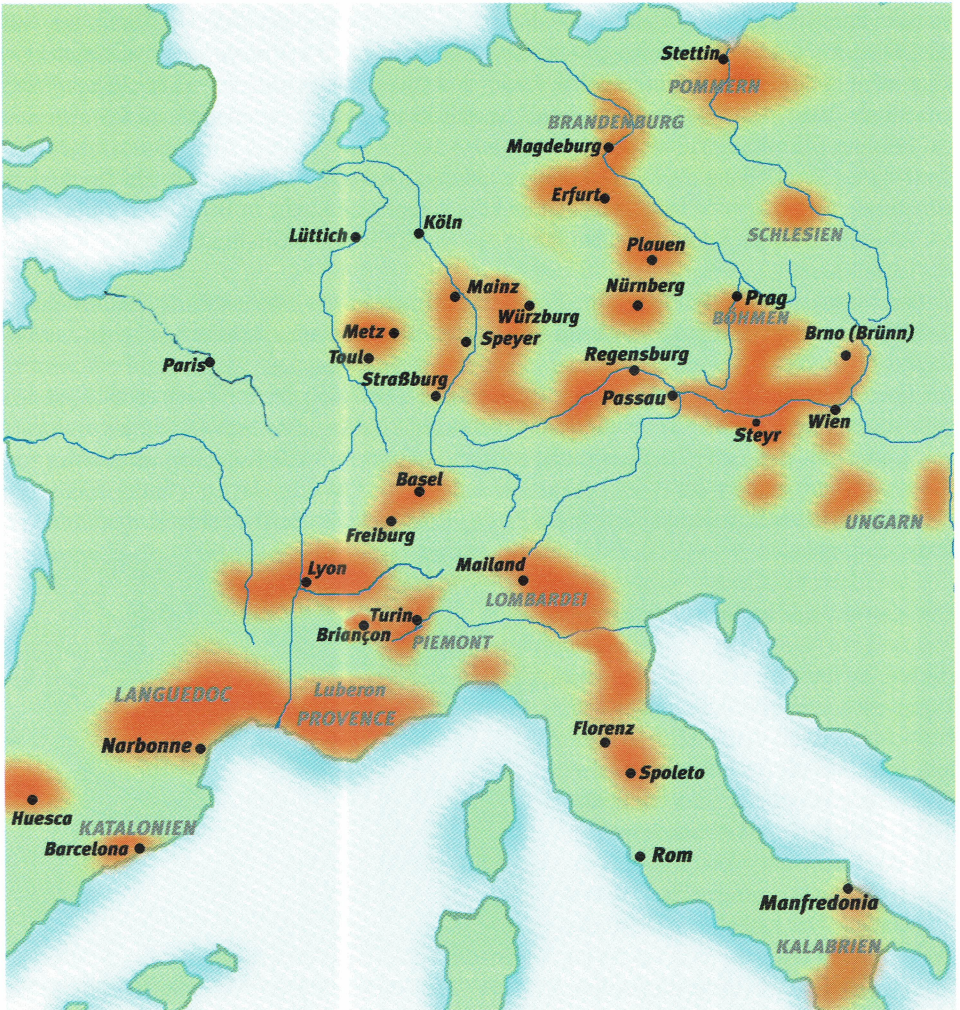 Stettin
POMMERN
BRANDENBURG
Magdeburg
Erfurt
SCHLESIEN
Lüttich
Köln
Plauen
Mainz
Nürnberg
Würzburg
Prag
BÖHMEN
Metz
Speyer
Brno (Brünn)
Toul
Regensburg
Paris
Straßburg
Passau
Wien
Steyr
Basel
UNGARN
Freiburg
Lyon
Mailand
LOMBARDEI
Turin
Briançon
PIEMONT
LANGUEDOC
Luberon
PROVENCE
Florenz
Narbonne
Spoleto
Huesca
KATALONIEN
Barcelona
Rom
Manfredonia
KALABRIEN